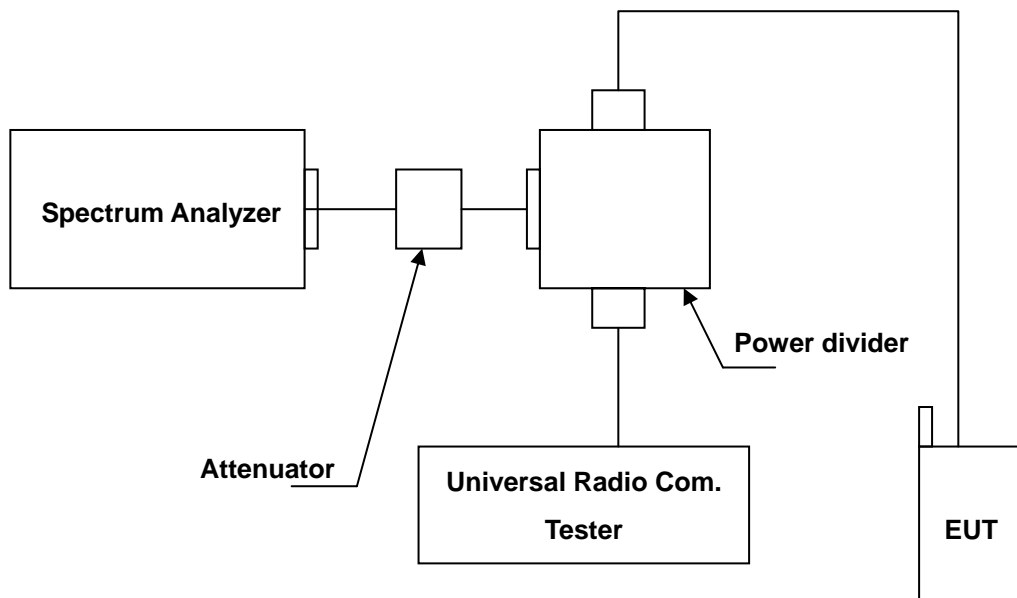 Spectrum Analyzer
Power divider
Attenuator
Universal Radio Com.
Tester
EUT